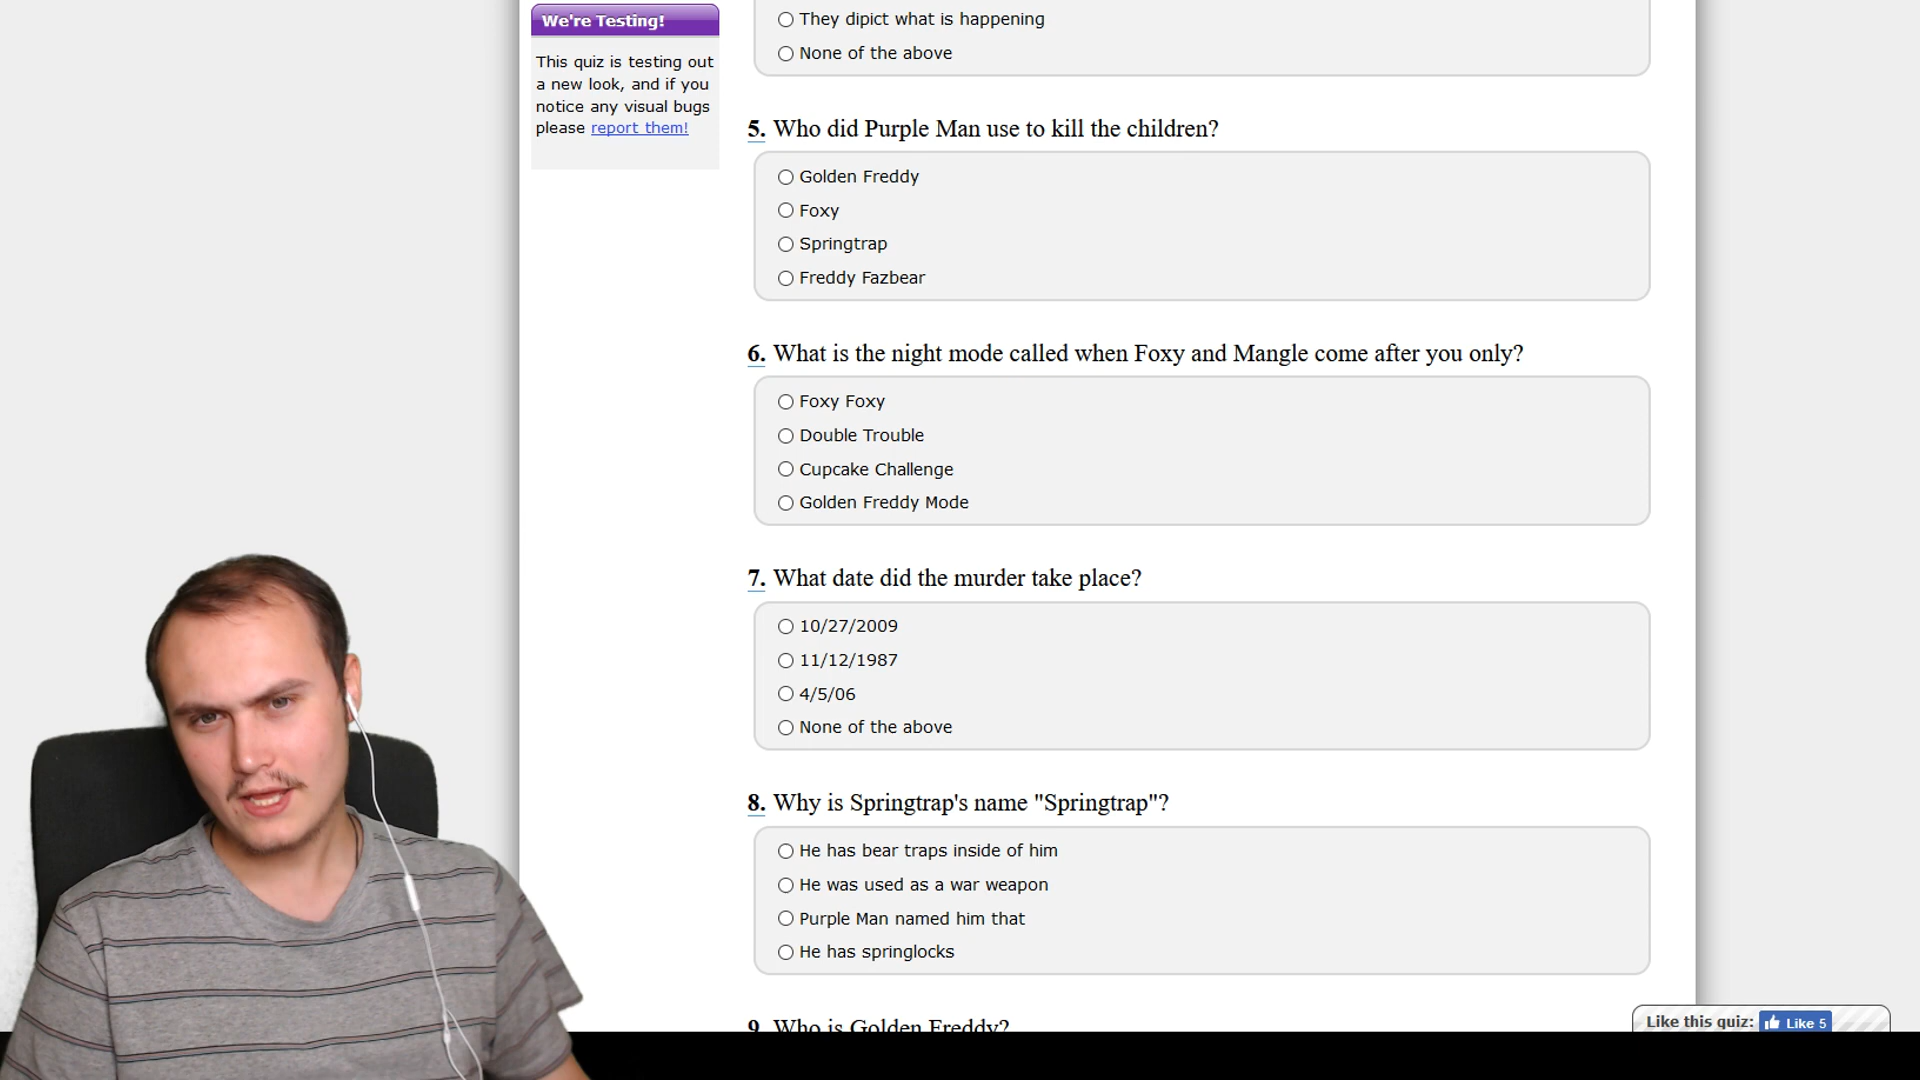 We're Testing!
This quiz is testing out
a new look, and if you
notice any visual bugs
please report them!
They dipict what is happening
None of the above
5. Who did Purple Man use to kill the children?
Golden Freddy
Foxy
Springtrap
Freddy Fazbear
6. What is the night mode called when Foxy and Mangle come after you only?
Foxy Foxy
Double Trouble
Cupcake Challenge
Golden Freddy Mode
7. What date did the murder take place?
10/27/2009
11/12/1987
4/5/06
None of the above
8. Why is Springtrap's name "Springtrap"?
He has bear traps inside of him
He was used as a war weapon
Purple Man named him that
He has springlocks
9. Who is Golden Freddy?
Like this quiz: Like 5